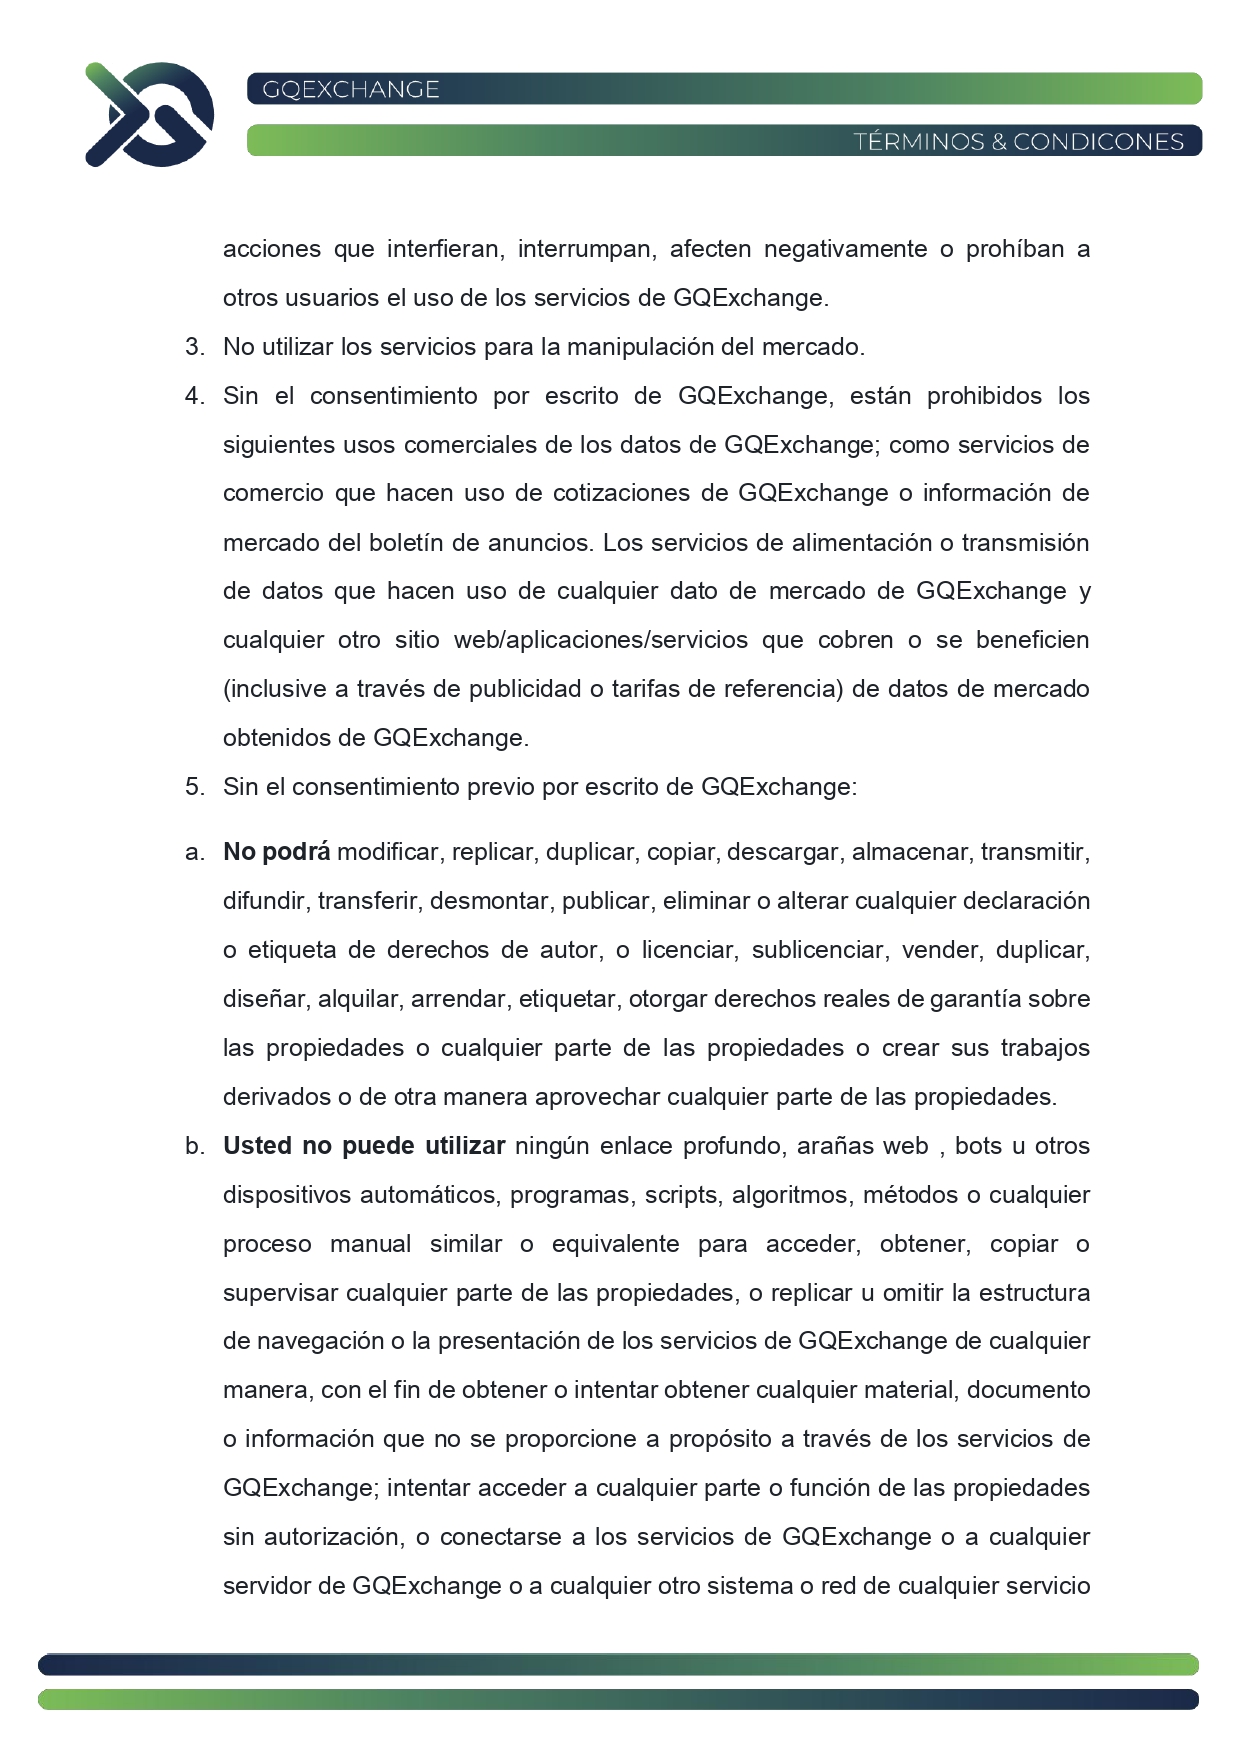 GQEXCHANGE
TÉRMINOS & CONDICONES
acciones que interfieran, interrumpan, afecten negativamente o prohíban a
otros usuarios el uso de los servicios de GQExchange.
3. No utilizar los servicios para la manipulación del mercado.
4. Sin el consentimiento por escrito de GQExchange, están prohibidos los
siguientes usos comerciales de los datos de GQExchange; como servicios de
comercio que hacen uso de cotizaciones de GQExchange o información de
mercado del boletín de anuncios. Los servicios de alimentación o transmisión
de datos que hacen uso de cualquier dato de mercado de GQExchange y
cualquier otro sitio web/aplicaciones/servicios que cobren o se beneficien
(inclusive a través de publicidad o tarifas de referencia) de datos de mercado
obtenidos de GQExchange.
5. Sin el consentimiento previo por escrito de GQExchange:
a. No podrá modificar, replicar, duplicar, copiar, descargar, almacenar, transmitir,
difundir, transferir, desmontar, publicar, eliminar o alterar cualquier declaración
o etiqueta de derechos de autor, o licenciar, sublicenciar, vender, duplicar,
diseñar, alquilar, arrendar, etiquetar, otorgar derechos reales de garantía sobre
las propiedades o cualquier parte de las propiedades o crear sus trabajos
derivados o de otra manera aprovechar cualquier parte de las propiedades.
b. Usted no puede utilizar ningún enlace profundo, arañas web , bots u otros
dispositivos automáticos, programas, scripts, algoritmos, métodos o cualquier
proceso manual similar o equivalente para acceder, obtener, copiar o
supervisar cualquier parte de las propiedades, o replicar u omitir la estructura
de navegación o la presentación de los servicios de GQExchange de cualquier
manera, con el fin de obtener o intentar obtener cualquier material, documento
o información que no se proporcione a propósito a través de los servicios de
GQExchange; intentar acceder a cualquier parte o función de las propiedades
sin autorización, o conectarse a los servicios de GQExchange o a cualquier
servidor de GQExchange o a cualquier otro sistema o red de cualquier servicio